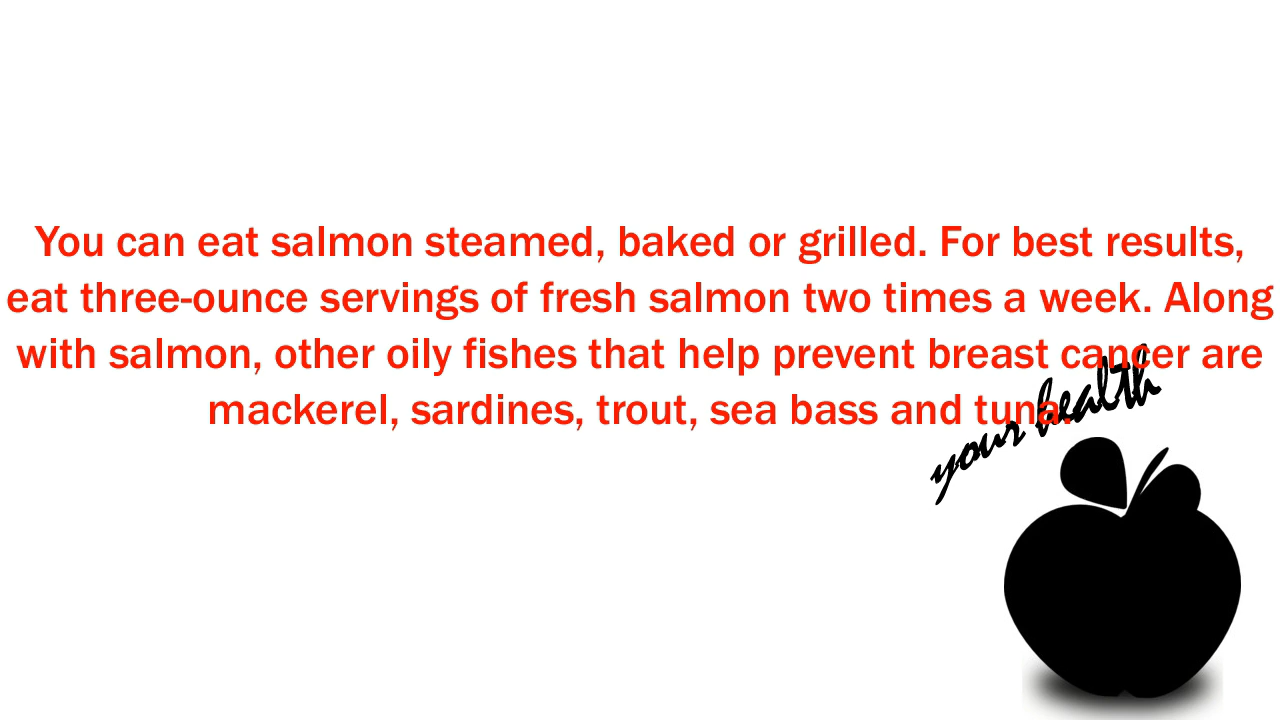 You can eat salmon steamed, baked or grilled. For best results,
eat three-ounce servings of fresh salmon two times a week. Along
with salmon, other oily fishes that help prevent breast cancer are
mackerel, sardines, trout, sea bass and tuna.
your health